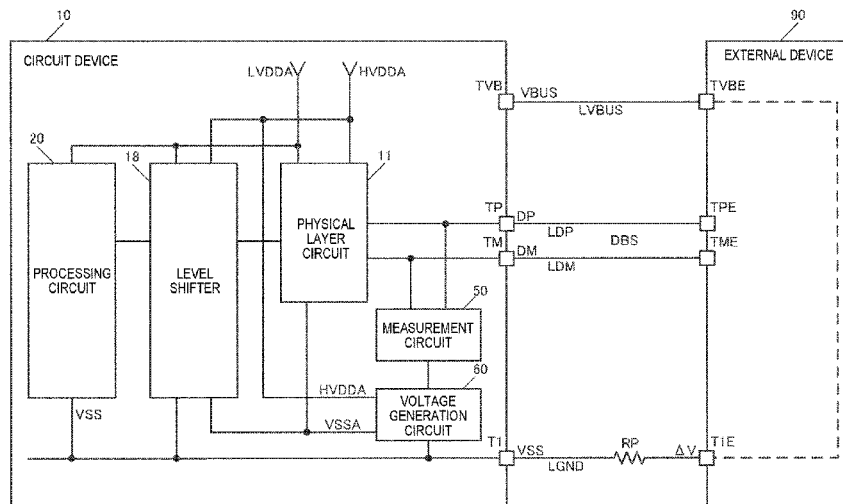 10
90
CIRCUIT DEVICE
EXTERNAL DEVICE
LVDDA
HVDDA
TVB
VBUS
LVBUS
TVBE
20
18
11
PROCESSING CIRCUIT
LEVEL SHIFTER
PHYSICAL LAYER CIRCUIT
TP
DP
LDP
TPE
DBS
TM
DM
LDM
TME
50
MEASUREMENT CIRCUIT
60
HVDDA
VOLTAGE GENERATION CIRCUIT
VSS
VSSA
T1
VSS
LGND
RP
ΔV
T1E